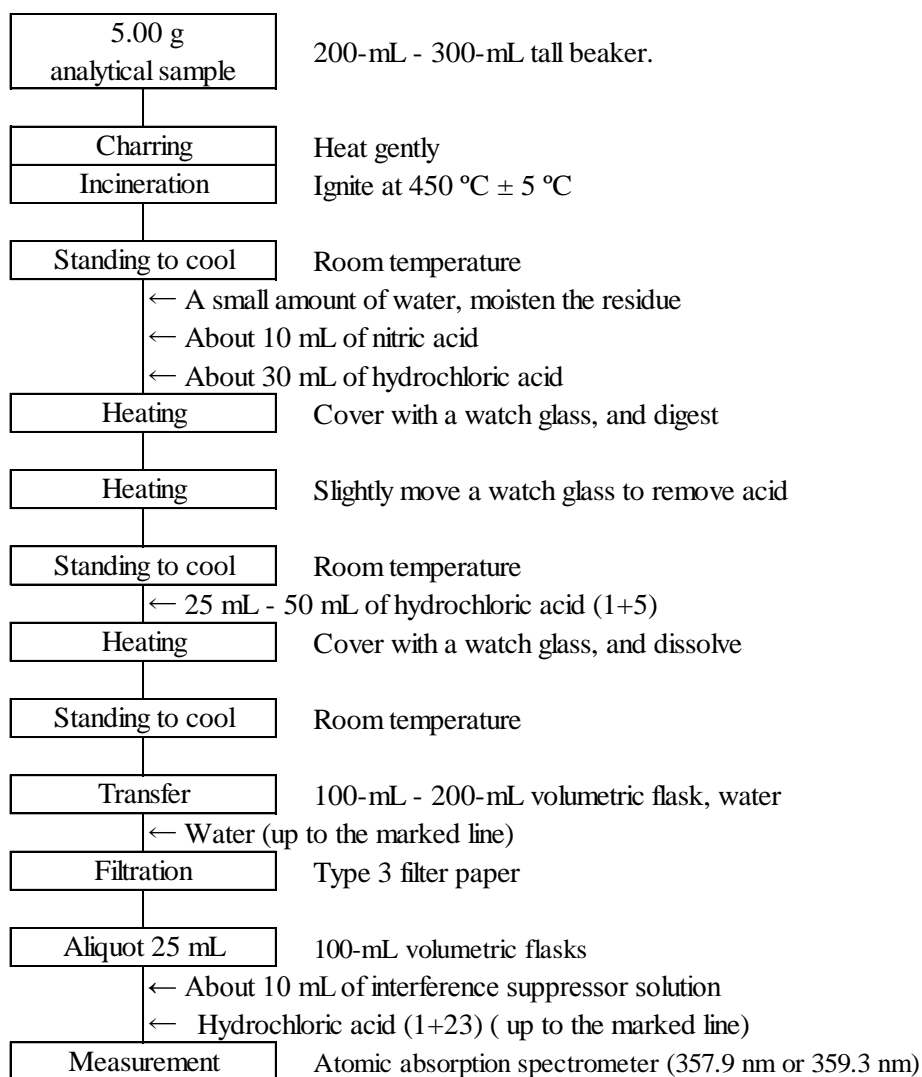 5.00 g
analytical sample
200-mL - 300-mL tall beaker.
Charring
Heat gently
Incineration
Ignite at 450 ºC ± 5 ºC
Standing to cool
Room temperature
← A small amount of water, moisten the residue
← About 10 mL of nitric acid
← About 30 mL of hydrochloric acid
Heating
Cover with a watch glass, and digest
Heating
Slightly move a watch glass to remove acid
Standing to cool
Room temperature
← 25 mL - 50 mL of hydrochloric acid (1+5)
Heating
Cover with a watch glass, and dissolve
Standing to cool
Room temperature
Transfer
100-mL - 200-mL volumetric flask, water
← Water (up to the marked line)
Filtration
Type 3 filter paper
Aliquot 25 mL
100-mL volumetric flasks
← About 10 mL of interference suppressor solution
← Hydrochloric acid (1+23) ( up to the marked line)
Measurement
Atomic absorption spectrometer (357.9 nm or 359.3 nm)